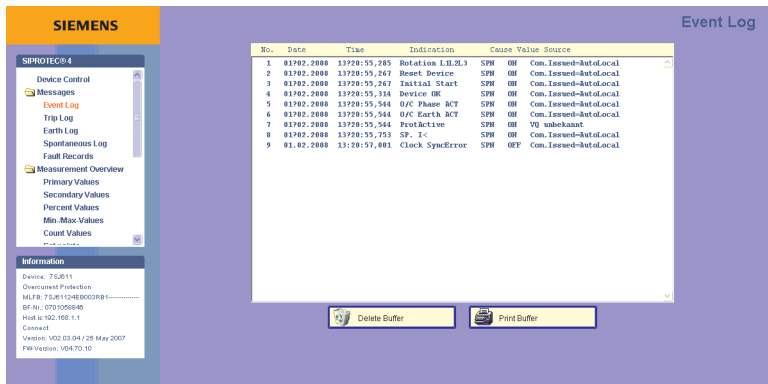 SIEMENS
Event Log
SIPROTEC® 4
Device Control
Messages
Event Log
Trip Log
Earth Log
Spontaneous Log
Fault Records
Measurement Overview
Primary Values
Secondary Values
Percent Values
Min-/Max-Values
Count Values
Information
Device: 7SJ611
Overcurrent Protection
MLFB: 7SJ61124EB003RB1---------------
BF-Nr.: 0701058846
Host is:192.168.1.1
Connect
Version: V02.03.04 / 25 May 2007
FW-Version: V04.70.10
No. Date Time Indication Cause Value Source
1 01?02.2008 13?20:55,285 Rotation L1L2L3 SPN ON Com.Issued=AutoLocal
2 01?02.2008 13?20:55,267 Reset Device SPN ON Com.Issued=AutoLocal
3 01?02.2008 13?20:55,267 Initial Start SPN ON Com.Issued=AutoLocal
4 01?02.2008 13?20:55,314 Device OK SPN ON Com.Issued=AutoLocal
5 01?02.2008 13?20:55,544 O/C Phase ACT SPN ON Com.Issued=AutoLocal
6 01?02.2008 13?20:55,544 O/C Earth ACT SPN ON Com.Issued=AutoLocal
7 01?02.2008 13?20:55,544 ProtActive SPN ON VQ unbekannt
8 01?02.2008 13?20:55,753 SP. I< SPN ON Com.Issued=AutoLocal
9 01.02.2008 13:20:57,801 Clock SyncError SPN OFF Com.Issued=AutoLocal
Delete Buffer
Print Buffer